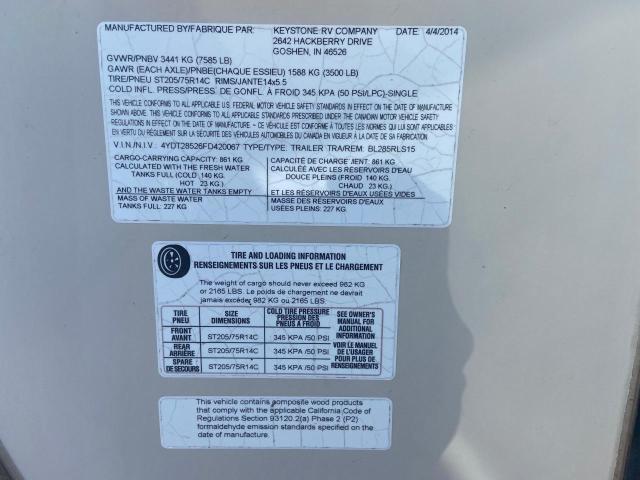 MANUFACTURED BY/FABRIQUE PAR: KEYSTONE RV COMPANY DATE: 4/4/2014
2642 HACKBERRY DRIVE
GOSHEN, IN 46526
GVWR/PNBV 3441 KG (7585 LB)
GAWR (EACH AXLE)/PNBE(CHAQUE ESSIEU) 1588 KG (3500 LB)
TIRE/PNEU ST205/75R14C RIMS/JANTE14x5.5
COLD INFL. PRESS/PRESS. DE GONFL. À FROID 345 KPA (50 PSI/LPC)-SINGLE
THIS VEHICLE CONFORMS TO ALL APPLICABLE U.S. FEDERAL MOTOR VEHICLE SAFETY STANDARDS IN EFFECT ON THE DATE OF MANUFACTURE
SHOWN ABOVE. / THIS VEHICLE CONFORMS TO ALL APPLICABLE STANDARDS PRESCRIBED UNDER THE CANADIAN MOTOR VEHICLE SAFETY
REGULATIONS IN EFFECT ON THE DATE OF MANUFACTURE / CE VÉHICULE EST CONFORME À TOUTES LES NORMES QUI LUI SONT APPLICABLES
EN VERTU DU RÈGLEMENT SUR LA SÉCURITÉ DES VÉHICULES AUTOMOBILES DU CANADA EN VIGUEUR À LA DATE DE SA FABRICATION
V.I.N./N.I.V.: 4YDT28526FD420067 TYPE/TYPE: TRAILER TRA/REM: BL285RLS15
CARGO-CARRYING CAPACITY: 861 KG
CALCULATED WITH THE FRESH WATER
TANKS FULL (COLD: 140 KG.
HOT 23 KG.)
AND THE WASTE WATER TANKS EMPTY
MASS OF WASTE WATER
TANKS FULL: 227 KG
CAPACITÉ DE CHARGE JENT: 861 KG
CALCULÉE AVEC LES RÉSERVOIRS D'EAU
DOUCE PLEINS (FROID 140 KG.
CHAUD 23 KG.)
ET LES RÉSERVOIRS D'EAUX USÉES VIDES
MASSE DES RÉSERVOIRS D'EAUX
USÉES PLEINS: 227 KG.
TIRE AND LOADING INFORMATION
RENSEIGNEMENTS SUR LES PNEUS ET LE CHARGEMENT
The weight of cargo should never exceed 982 KG
or 2165 LBS. Le poids de chargement ne devrait
jamais excéder 982 KG ou 2165 LBS.
TIRE
PNEU
SIZE
DIMENSIONS
COLD TIRE PRESSURE
PRESSION DES
PNEUS A FROID
SEE OWNER'S
MANUAL FOR
ADDITIONAL
INFORMATION
VOIR LE MANUEL
DE L'USAGER
POUR PLUS DE
RENSEIGNEMENTS
FRONT
AVANT
ST205/75R14C
345 KPA /50 PSI
REAR
ARRIÈRE
ST205/75R14C
345 KPA /50 PSI
SPARE
DE SECOURS
ST205/75R14C
345 KPA /50 PSI
This vehicle contains composite wood products
that comply with the applicable California Code of
Regulations Section 93120.2(a) Phase 2 (P2)
formaldehyde emission standards for specified on the
date of manufacture.